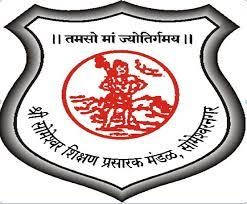 ।। तमसो मां ज्योतिर्गमय ।।
श्री सोमेश्वर शिक्षण प्रसारक मंडळ, सोमेश्वरनगर